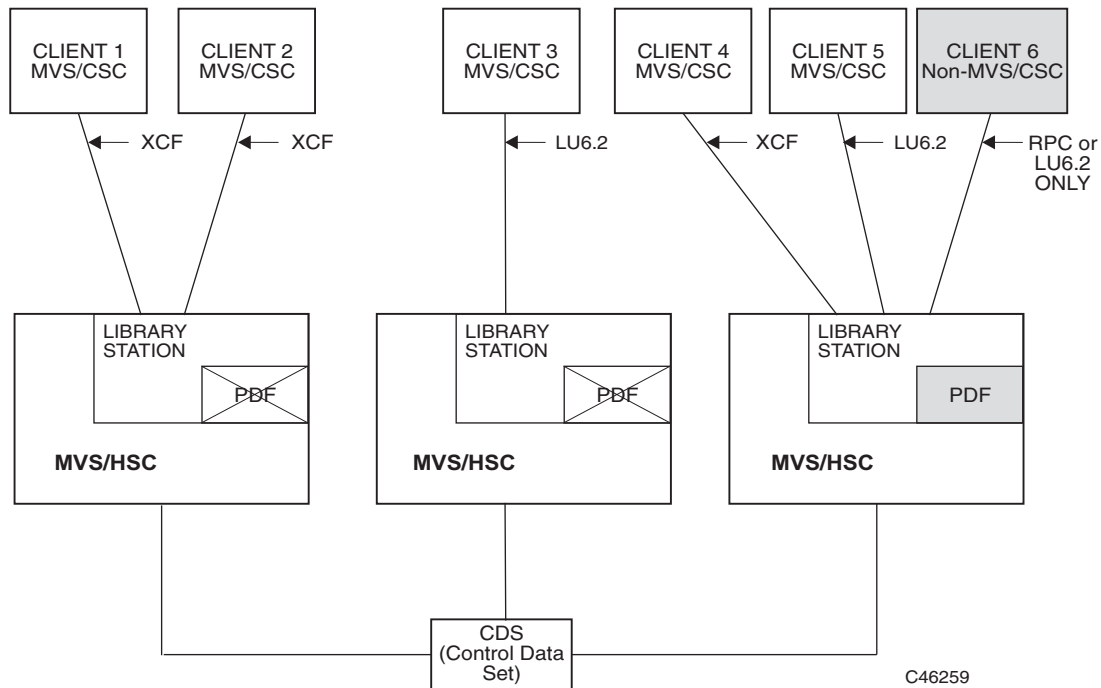 CLIENT 1
MVS/CSC
CLIENT 2
MVS/CSC
CLIENT 3
MVS/CSC
CLIENT 4
MVS/CSC
CLIENT 5
MVS/CSC
CLIENT 6
Non-MVS/CSC
XCF
XCF
LU6.2
XCF
LU6.2
RPC or
LU6.2
ONLY
LIBRARY
STATION
PDF
MVS/HSC
LIBRARY
STATION
PDF
MVS/HSC
LIBRARY
STATION
PDF
MVS/HSC
CDS
(Control Data
Set)
C46259